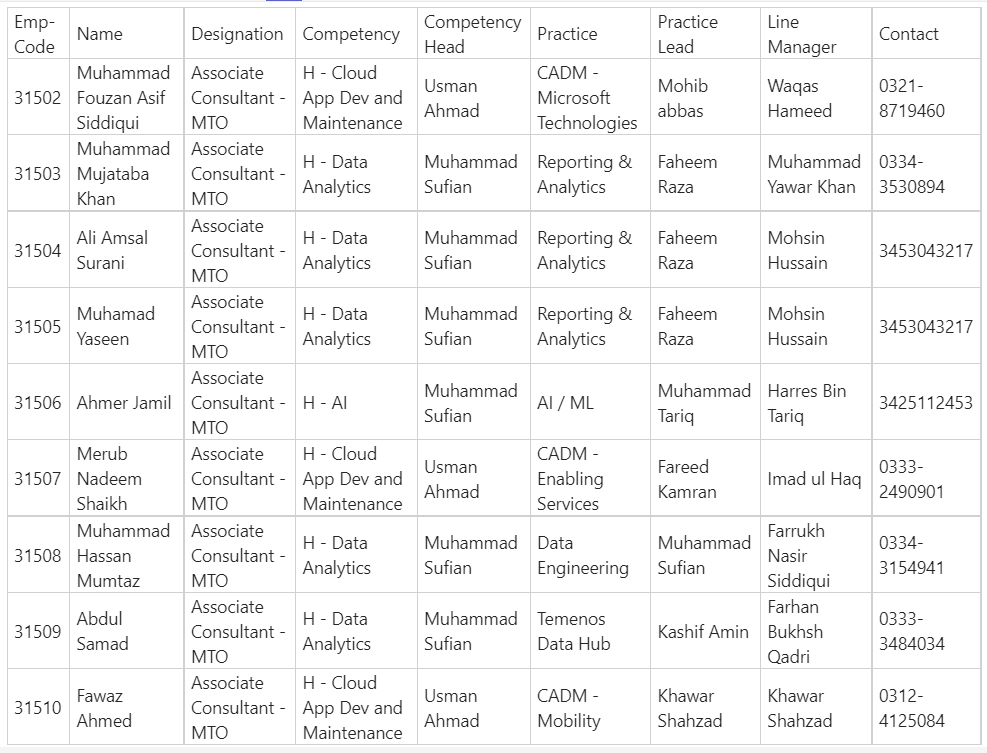 Emp-Code Name Designation Competency Competency Head Practice Practice Lead Line Manager Contact
31502 Muhammad Fouzan Asif Siddiqui Associate Consultant - MTO H - Cloud App Dev and Maintenance Usman Ahmad CADM - Microsoft Technologies Mohib abbas Waqas Hameed 0321-8719460
31503 Muhammad Mujataba Khan Associate Consultant - MTO H - Data Analytics Muhammad Sufian Reporting & Analytics Faheem Raza Muhammad Yawar Khan 0334-3530894
31504 Ali Amsal Surani Associate Consultant - MTO H - Data Analytics Muhammad Sufian Reporting & Analytics Faheem Raza Mohsin Hussain 3453043217
31505 Muhamad Yaseen Associate Consultant - MTO H - Data Analytics Muhammad Sufian Reporting & Analytics Faheem Raza Mohsin Hussain 3453043217
31506 Ahmer Jamil Associate Consultant - MTO H - AI Muhammad Sufian AI / ML Muhammad Tariq Harres Bin Tariq 3425112453
31507 Merub Nadeem Shaikh Associate Consultant - MTO H - Cloud App Dev and Maintenance Usman Ahmad CADM - Enabling Services Fareed Kamran Imad ul Haq 0333-2490901
31508 Muhammad Hassan Mumtaz Associate Consultant - MTO H - Data Analytics Muhammad Sufian Data Engineering Muhammad Sufian Farrukh Nasir Siddiqui 0334-3154941
31509 Abdul Samad Associate Consultant - MTO H - Data Analytics Muhammad Sufian Temenos Data Hub Kashif Amin Farhan Bukhsh Qadri 0333-3484034
31510 Fawaz Ahmed Associate Consultant - MTO H - Cloud App Dev and Maintenance Usman Ahmad CADM - Mobility Khawar Shahzad Khawar Shahzad 0312-4125084